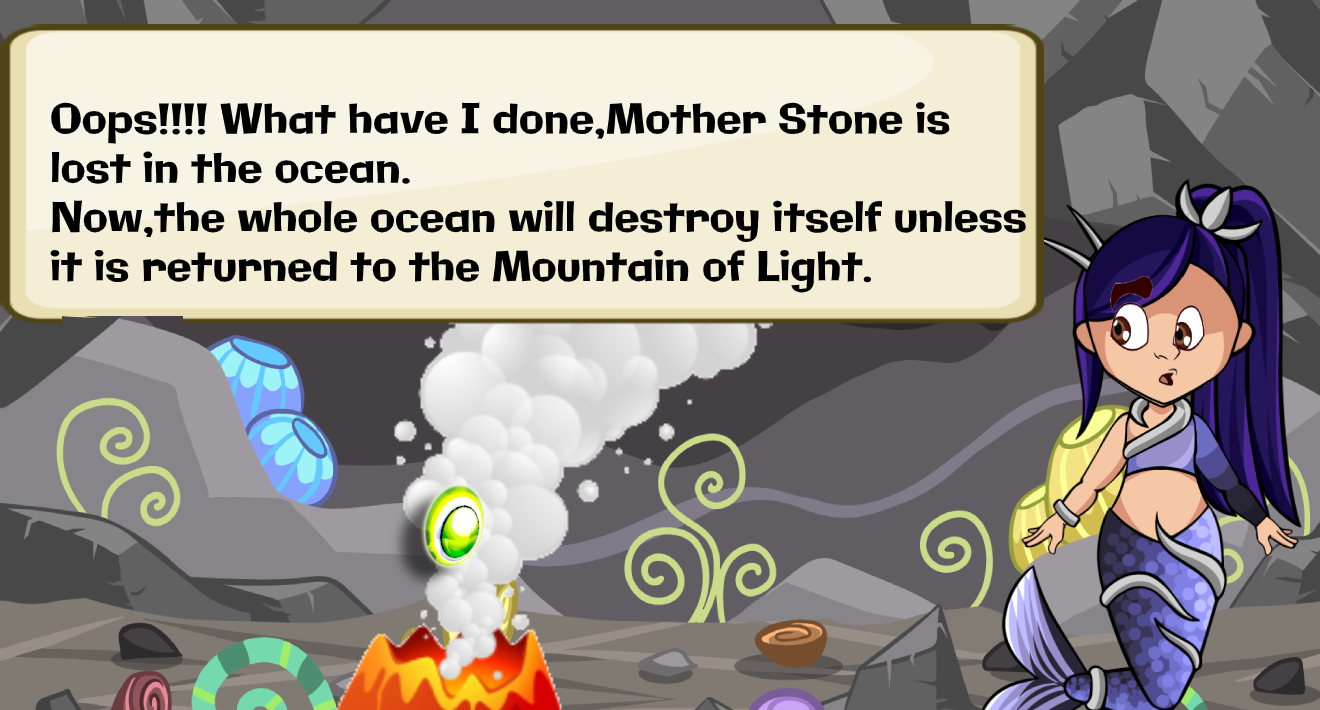 Oops!!!! What have I done,Mother Stone is
lost in the ocean.
Now,the whole ocean will destroy itself unless
it is returned to the Mountain of Light.